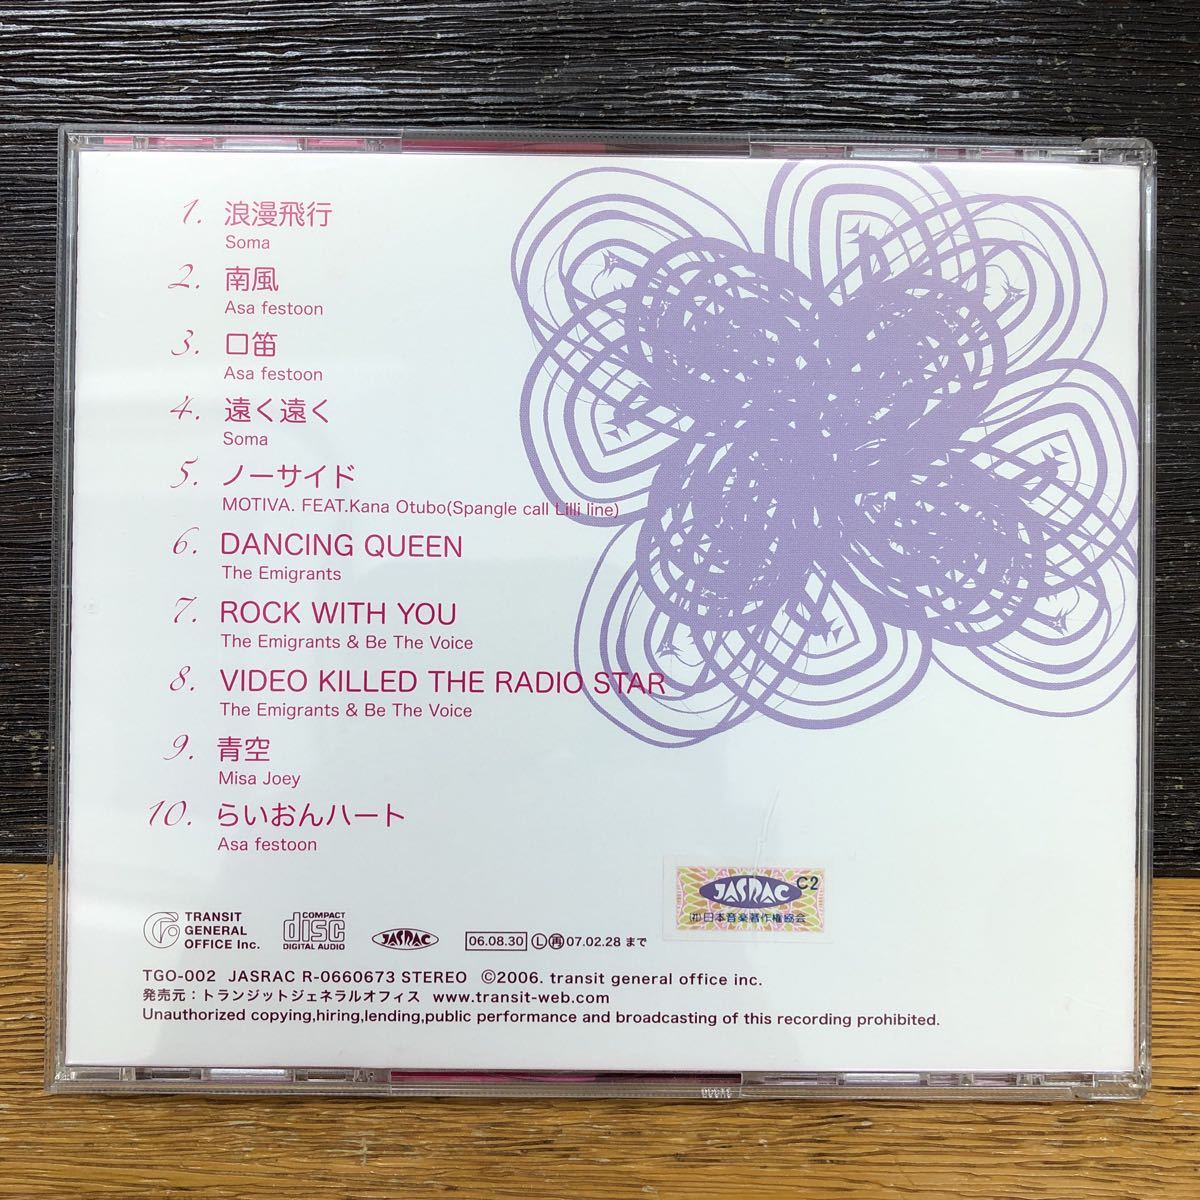 1. 浪漫飛行
Soma
2. 南風
Asa festoon
3. 口笛
Asa festoon
4. 遠く遠く
Soma
5. ノーサイド
MOTIVA. FEAT.Kana Otubo(Spangle call Lilli line)
6. DANCING QUEEN
The Emigrants
7. ROCK WITH YOU
The Emigrants & Be The Voice
8. VIDEO KILLED THE RADIO STAR
The Emigrants & Be The Voice
9. 青空
Misa Joey
10. らいおんハート
Asa festoon
JASRAC C2
(社)日本音楽著作権協会
TRANSIT
GENERAL
OFFICE Inc.
COMPACT
disc
DIGITAL AUDIO
JASRAC
06.08.30 Ⓛ再07.02.28 まで
TGO-002 JASRAC R-0660673 STEREO ©2006. transit general office inc.
発売元：トランジットジェネラルオフィス www.transit-web.com
Unauthorized copying,hiring,lending,public performance and broadcasting of this recording prohibited.